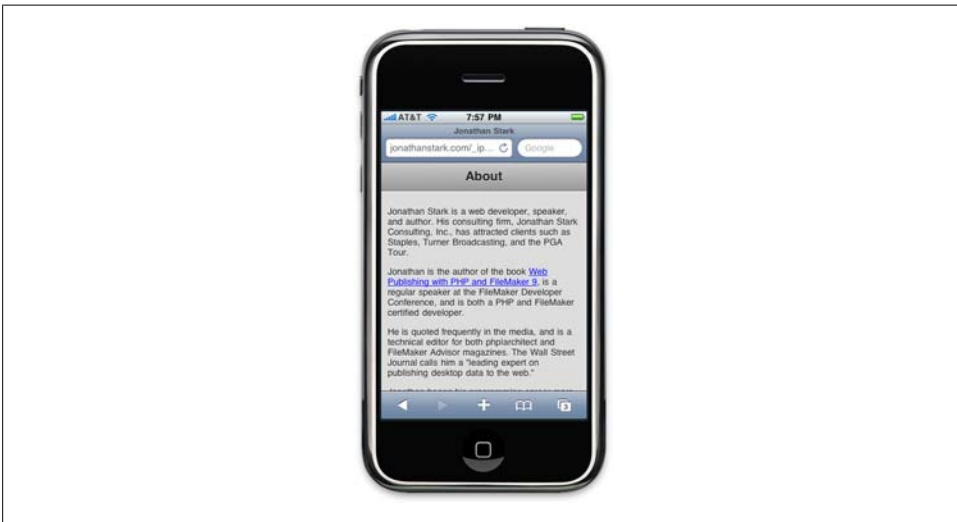 AT&T 7:57 PM
Jonathan Stark
jonathanstark.com/_ip... Google
About
Jonathan Stark is a web developer, speaker,
and author. His consulting firm, Jonathan Stark
Consulting, Inc., has attracted clients such as
Staples, Turner Broadcasting, and the PGA
Tour.
Jonathan is the author of the book Web
Publishing with PHP and FileMaker 9, is a
regular speaker at the FileMaker Developer
Conference, and is both a PHP and FileMaker
certified developer.
He is quoted frequently in the media, and is a
technical editor for both php|architect and
FileMaker Advisor magazines. The Wall Street
Journal calls him a "leading expert on
publishing desktop data to the web."
3